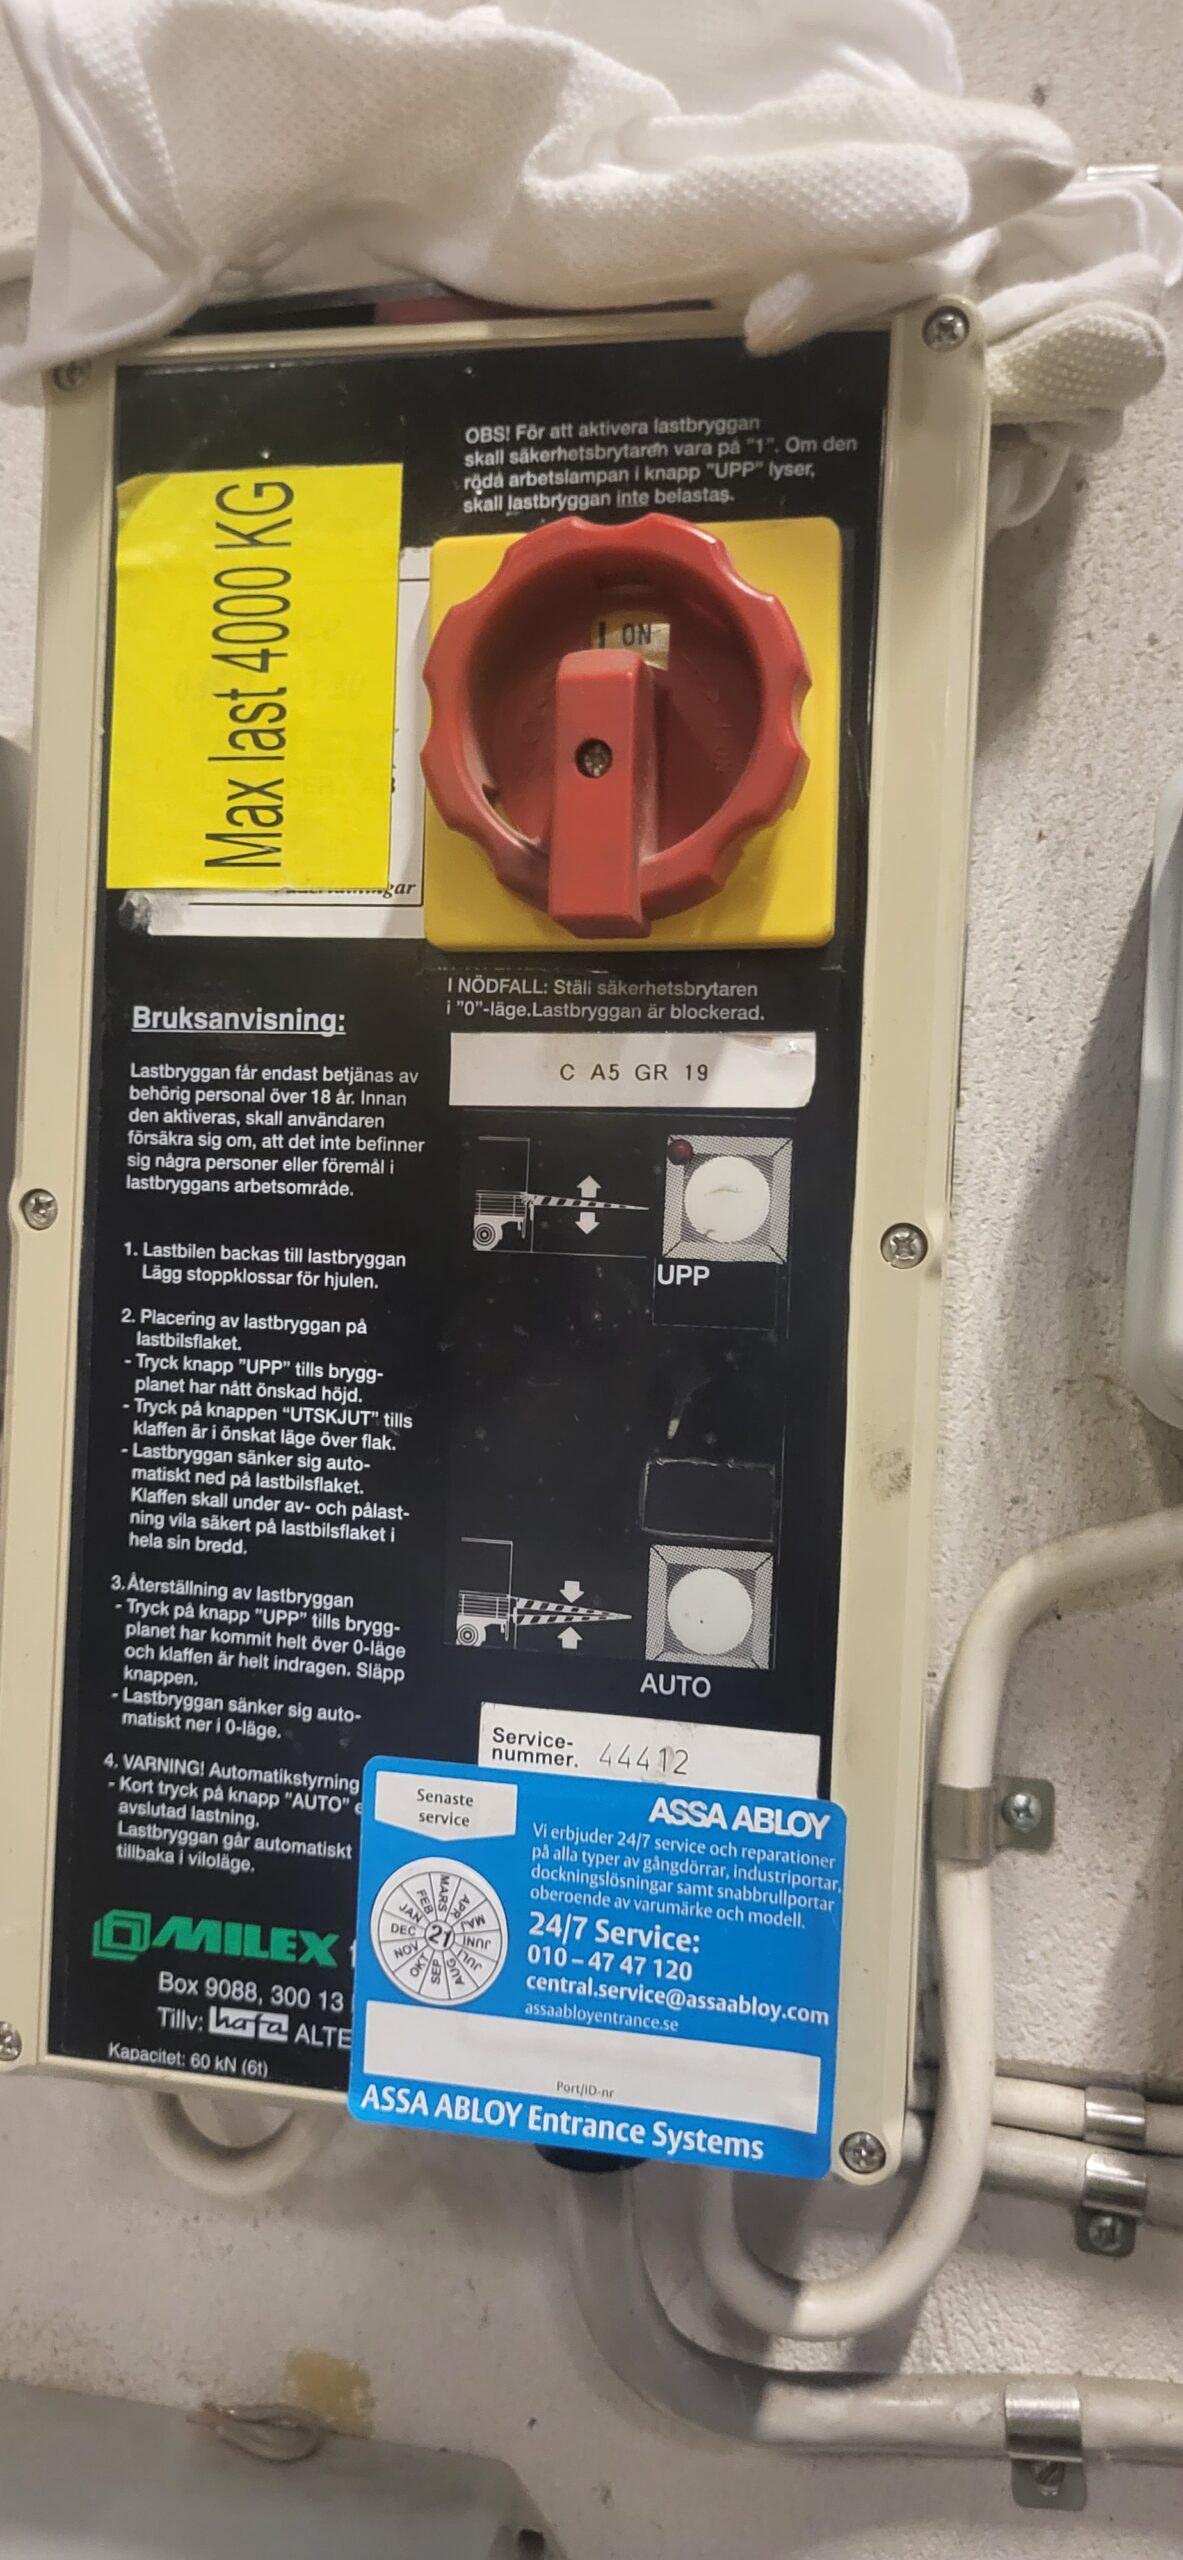 OBS! För att aktivera lastbryggan
skall säkerhetsbrytaren vara på "1". Om den
röda arbetslampan i knapp "UPP" lyser,
skall lastbryggan inte belastas.
Max last 4000 KG
I ON
I NÖDFALL: Ställ säkerhetsbrytaren
i "0"-läge.Lastbryggan är blockerad.
C A5 GR 19
UPP
AUTO
Bruksanvisning:
Lastbryggan får endast betjänas av
behörig personal över 18 år. Innan
den aktiveras, skall användaren
försäkra sig om, att det inte befinner
sig några personer eller föremål i
lastbryggans arbetsområde.
1. Lastbilen backas till lastbryggan
Lägg stoppklossar för hjulen.
2. Placering av lastbryggan på
lastbilsflaket.
- Tryck knapp "UPP" tills brygg-
planet har nått önskad höjd.
- Tryck på knappen "UTSKJUT" tills
klaffen är i önskat läge över flak.
- Lastbryggan sänker sig auto-
matiskt ned på lastbilsflaket.
Klaffen skall under av- och pålast-
ning vila säkert på lastbilsflaket i
hela sin bredd.
3. Återställning av lastbryggan
- Tryck på knapp "UPP" tills brygg-
planet har kommit helt över 0-läge
och klaffen är helt indragen. Släpp
knappen.
- Lastbryggan sänker sig auto-
matiskt ner i 0-läge.
4. VARNING! Automatikstyrning
- Kort tryck på knapp "AUTO" e
avslutad lastning.
Lastbryggan går automatiskt
tillbaka i viloläge.
MILEX
Box 9088, 300 13
Tillv: hafa ALTE
Kapacitet: 60 kN (6t)
Service-
nummer. 44412
Senaste
service
JAN FEB MARS APR MAJ JUNI JULI AUG SEP OKT NOV DEC
21
ASSA ABLOY
Vi erbjuder 24/7 service och reparationer
på alla typer av gångdörrar, industriportar,
dockningslösningar samt snabbrullportar
oberoende av varumärke och modell.
24/7 Service:
010 – 47 47 120
central.service@assaabloy.com
assaabloyentrance.se
Port/ID-nr
ASSA ABLOY Entrance Systems